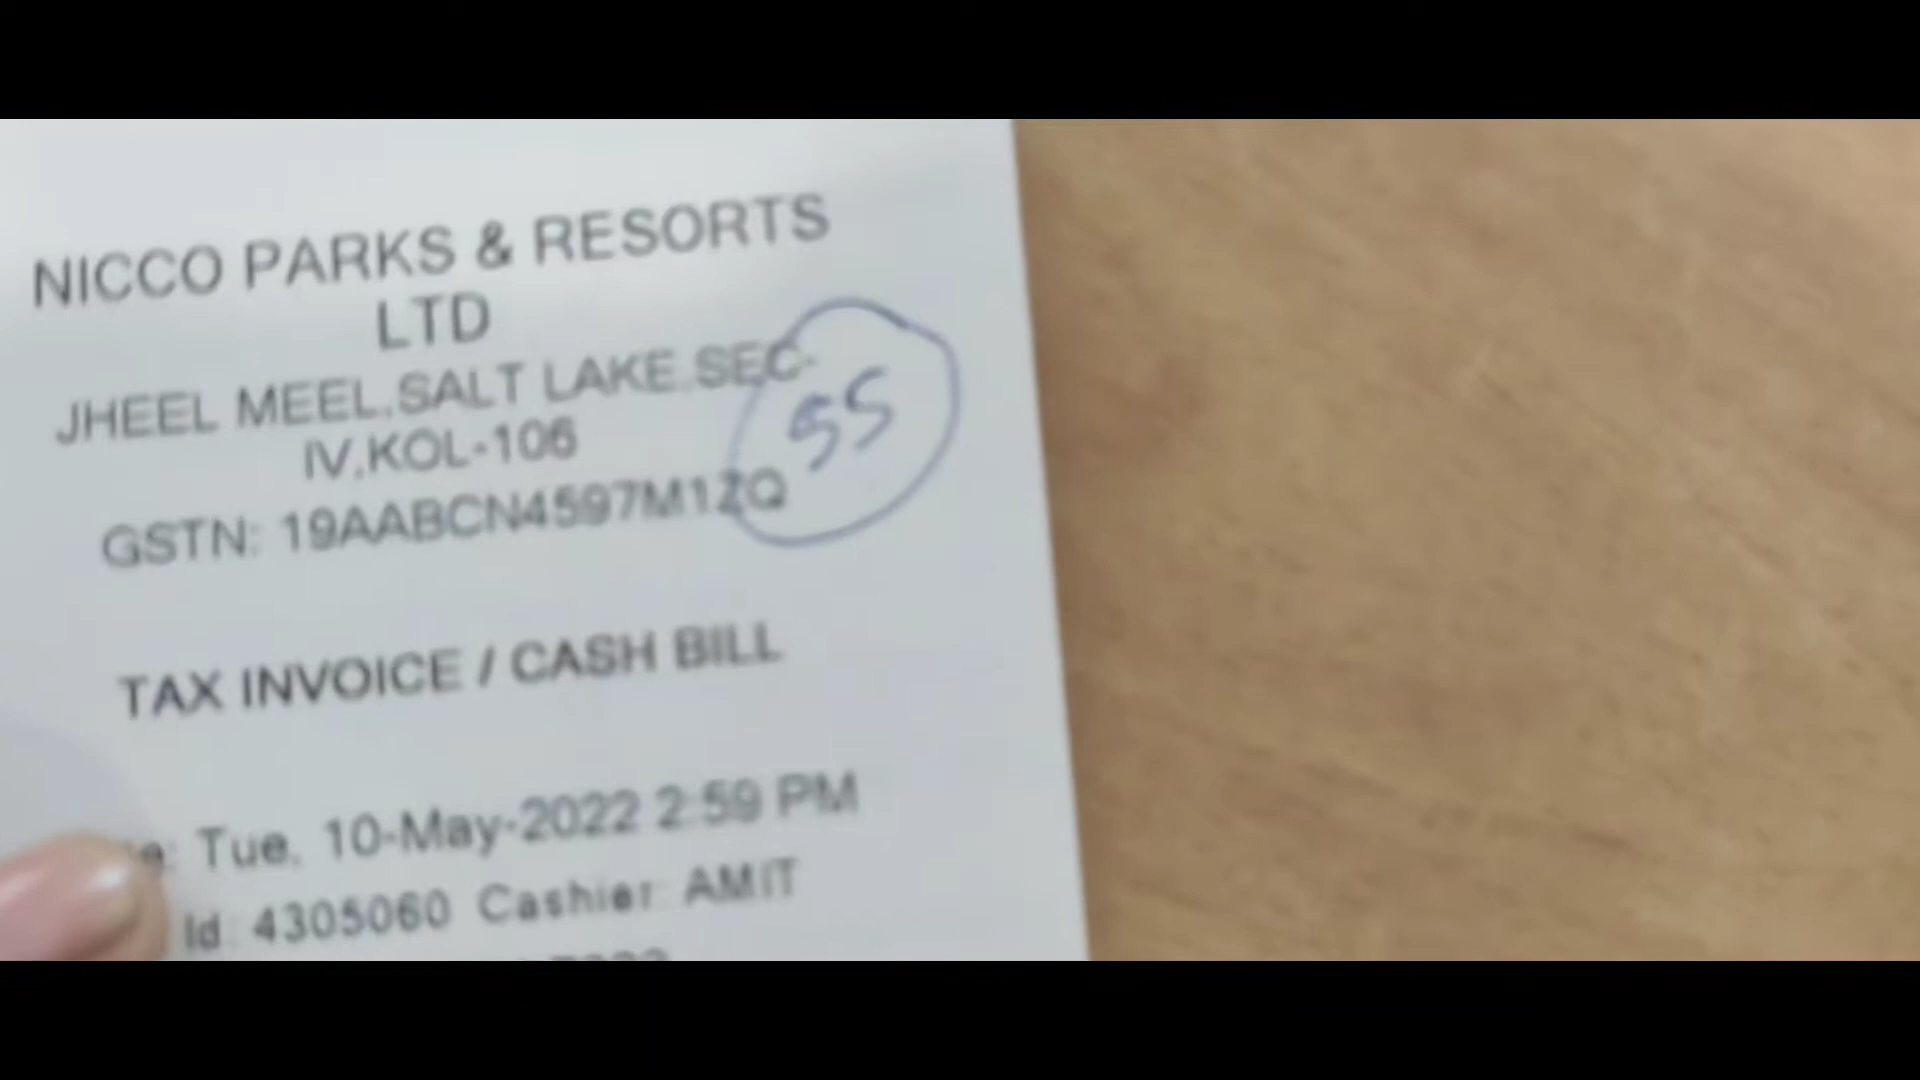 NICCO PARKS & RESORTS
LTD
JHEEL MEEL,SALT LAKE,SEC-
IV,KOL-106
55
GSTN: 19AABCN4597M1ZQ
TAX INVOICE / CASH BILL
Tue, 10-May-2022 2:59 PM
Id: 4305060 Cashier: AMIT